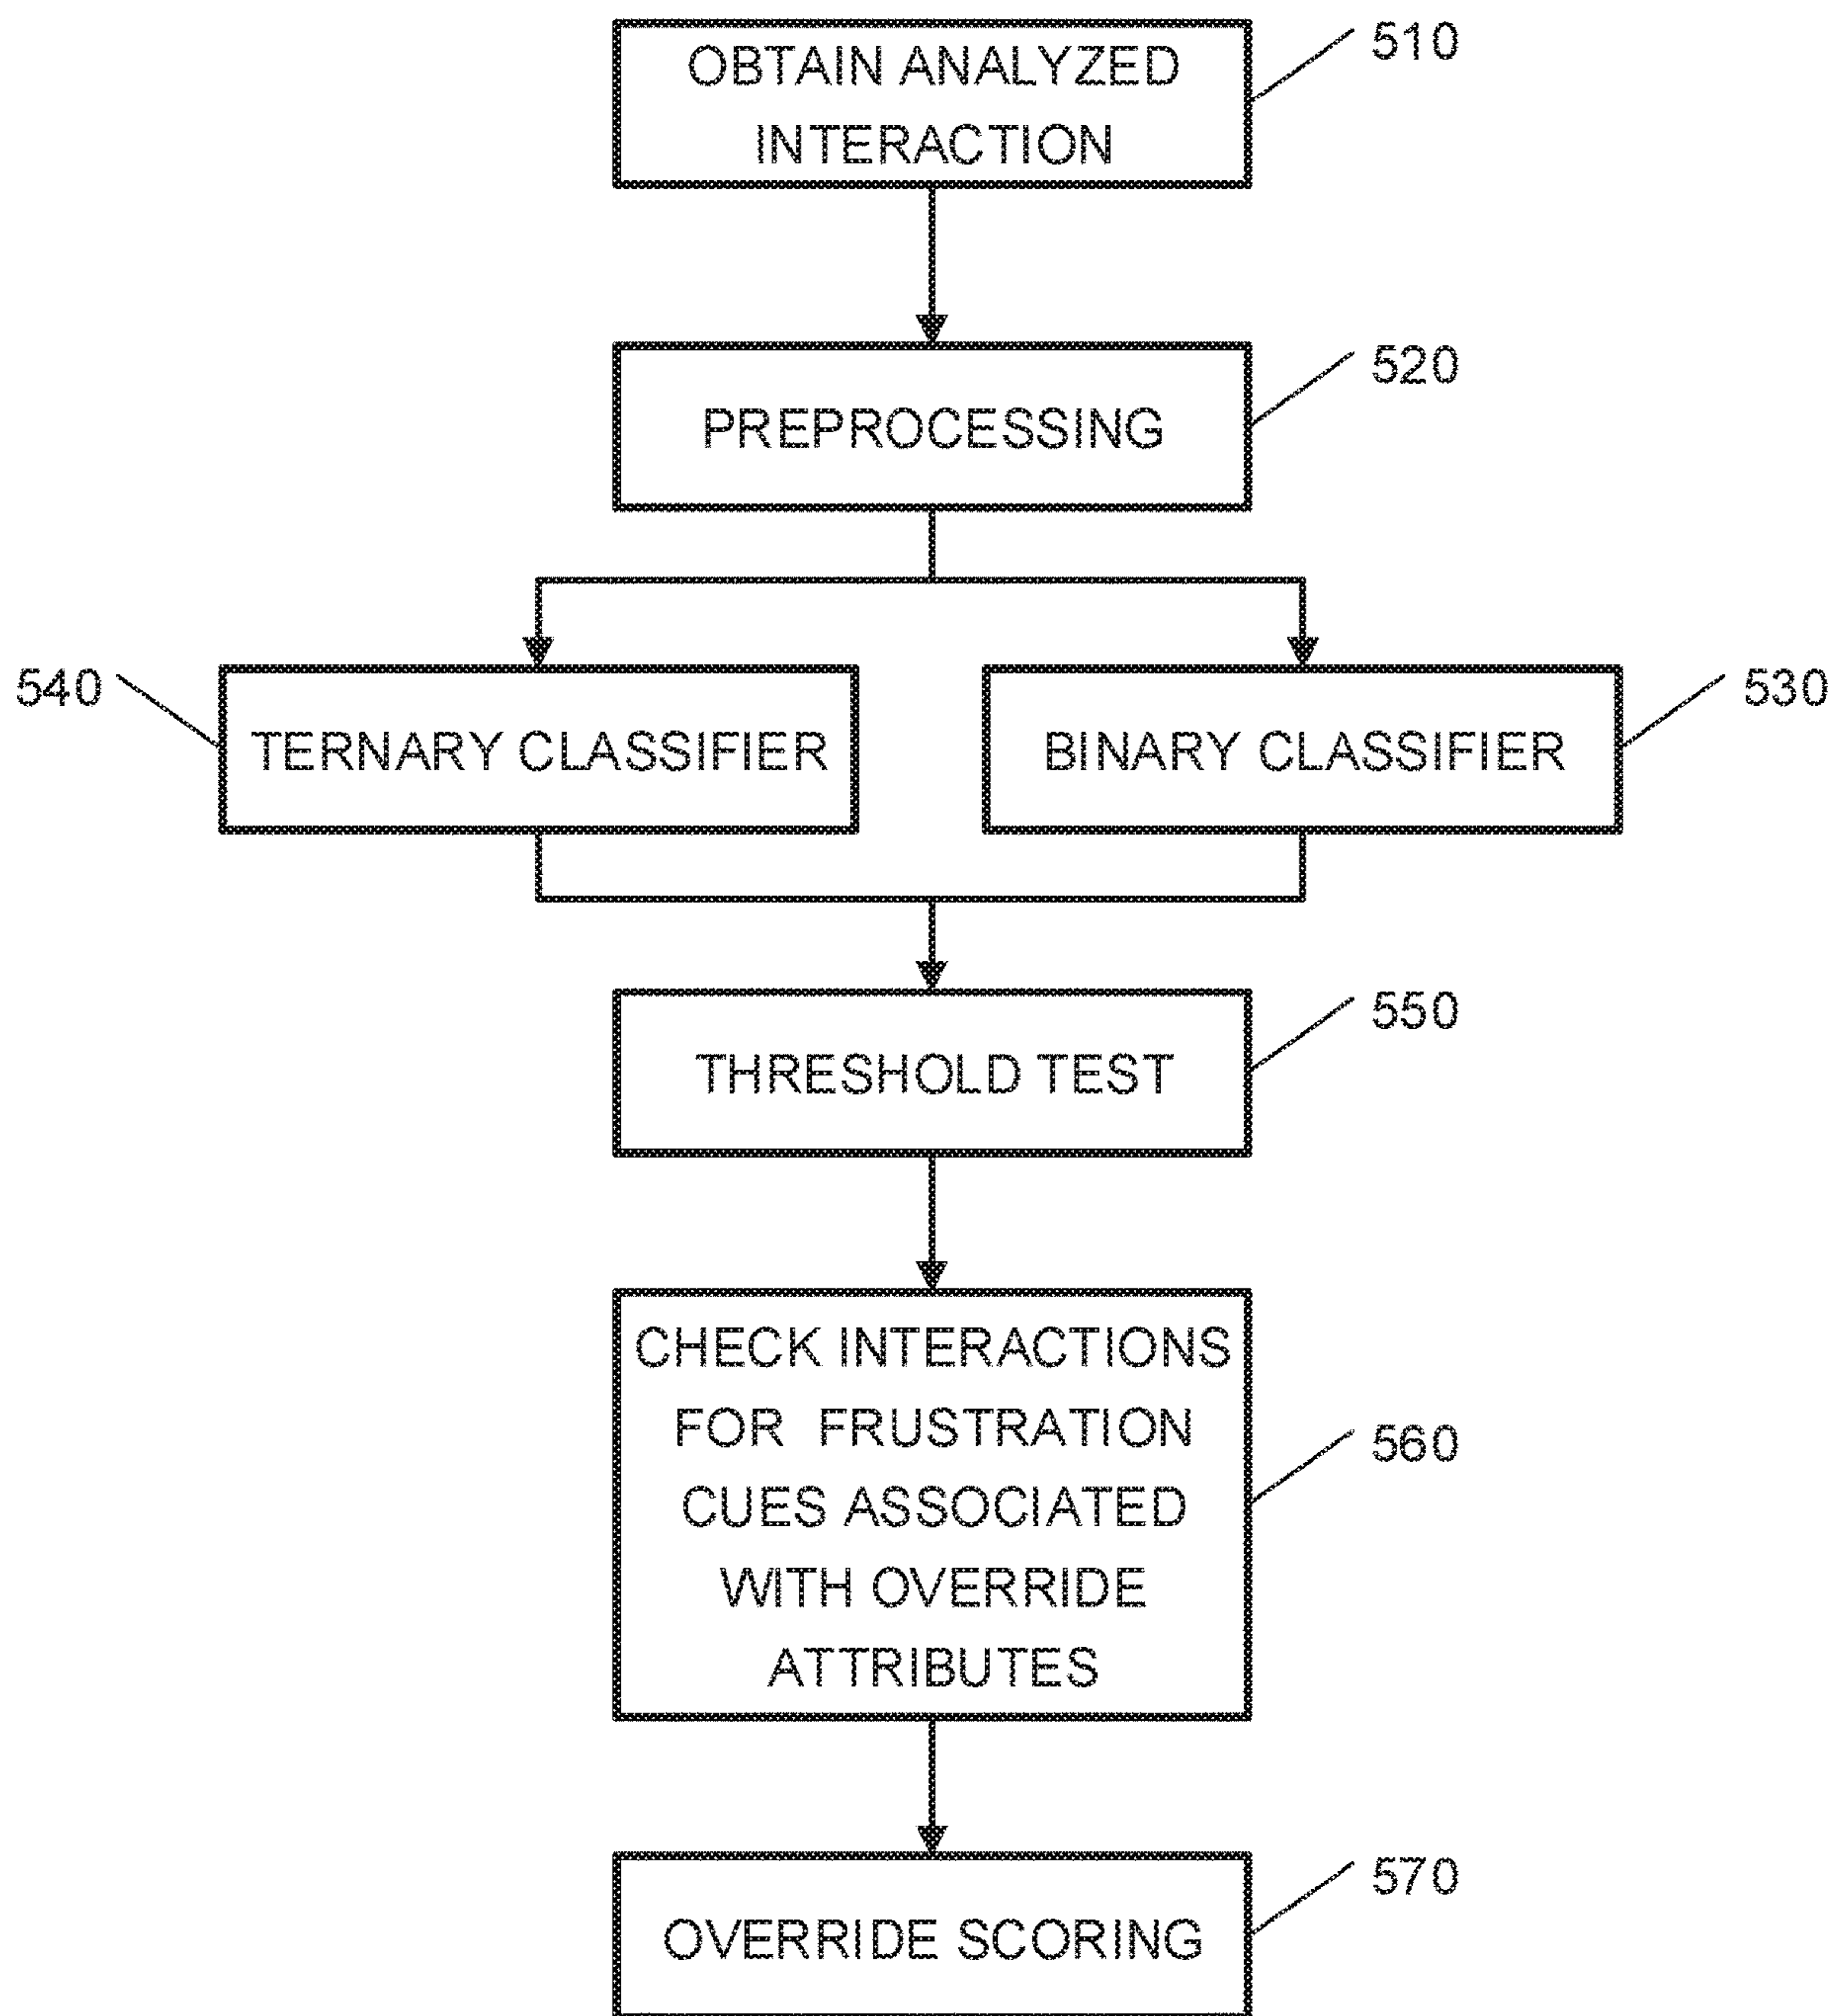 OBTAIN ANALYZED
INTERACTION
510
PREPROCESSING
520
540
TERNARY CLASSIFIER
BINARY CLASSIFIER
530
THRESHOLD TEST
550
CHECK INTERACTIONS
FOR FRUSTRATION
CUES ASSOCIATED
WITH OVERRIDE
ATTRIBUTES
560
OVERRIDE SCORING
570